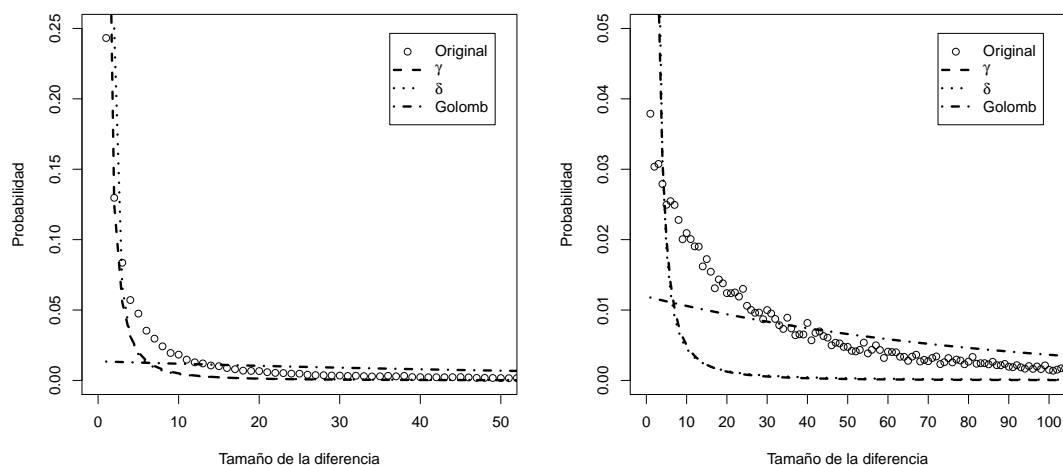 0.25
0.20
0.15
0.10
0.05
0.00
Probabilidad
0 10 20 30 40 50
Tamaño de la diferencia
Original
γ
δ
Golomb
0.05
0.04
0.03
0.02
0.01
0.00
Probabilidad
0 10 20 30 40 50 60 70 80 90 100
Tamaño de la diferencia
Original
γ
δ
Golomb